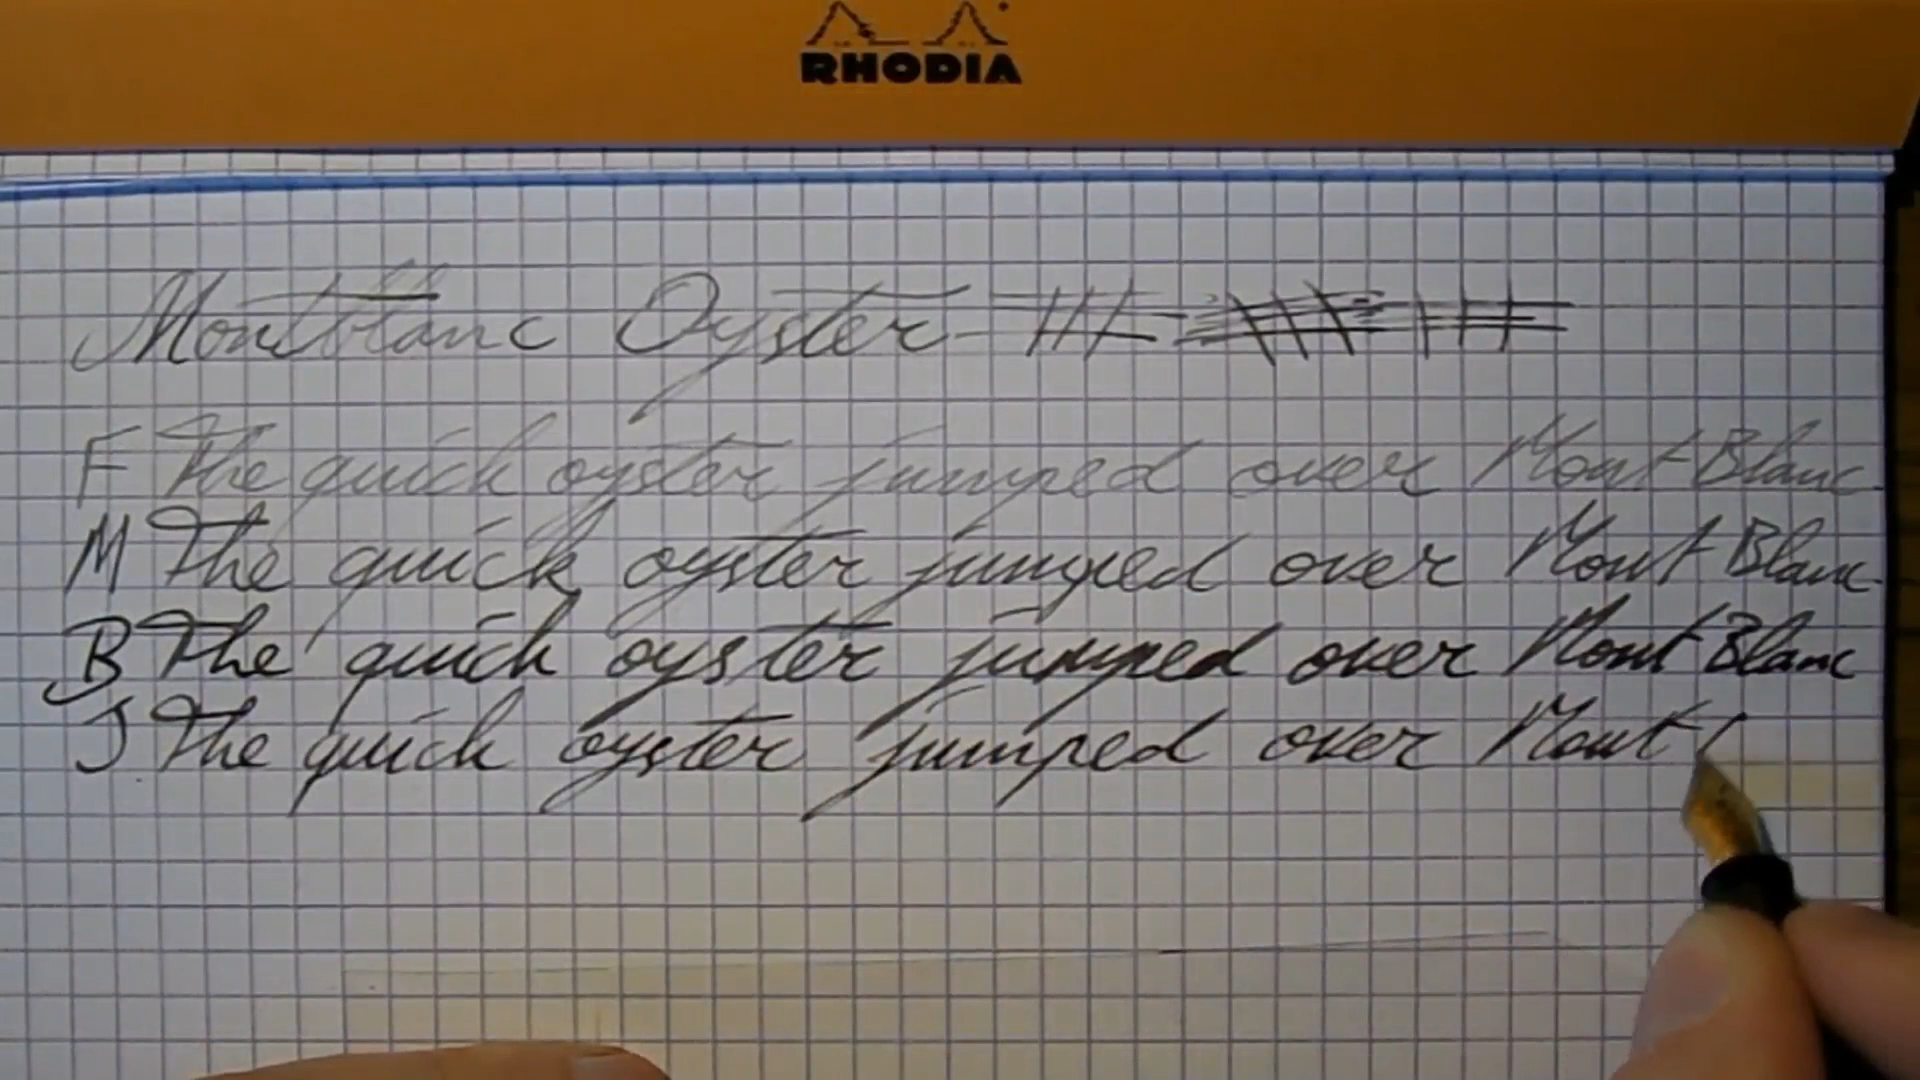 RHODIA
Montblanc Oyster
F The quick oyster jumped over Mont Blanc
M The quick oyster jumped over Mont Blanc
B The quick oyster jumped over Mont Blanc
J The quick oyster jumped over Mont